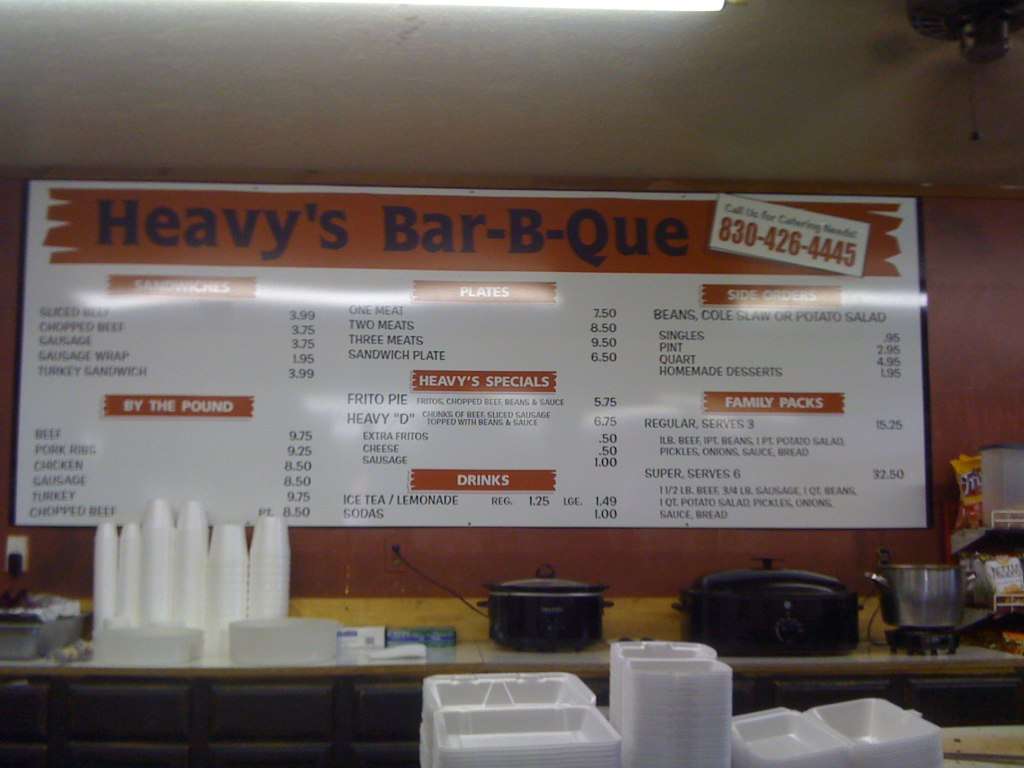 Heavy's Bar-B-Que
Call Us for Catering Needs!
830-426-4445
SANDWICHES
SLICED BEEF 3.99
CHOPPED BEEF 3.75
SAUSAGE 3.75
SAUSAGE WRAP 1.95
TURKEY SANDWICH 3.99
BY THE POUND
BEEF 9.75
PORK RIBS 9.25
CHICKEN 8.50
SAUSAGE 8.50
TURKEY 9.75
CHOPPED BEEF PT. 8.50
PLATES
ONE MEAT 7.50
TWO MEATS 8.50
THREE MEATS 9.50
SANDWICH PLATE 6.50
HEAVY'S SPECIALS
FRITO PIE FRITOS, CHOPPED BEEF, BEANS & SAUCE 5.75
HEAVY "D" CHUNKS OF BEEF, SLICED SAUSAGE 6.75
TOPPED WITH BEANS & SAUCE
EXTRA FRITOS .50
CHEESE .50
SAUSAGE 1.00
DRINKS
ICE TEA / LEMONADE REG. 1.25 LGE. 1.49
SODAS 1.00
SIDE ORDERS
BEANS, COLE SLAW OR POTATO SALAD
SINGLES .95
PINT 2.95
QUART 4.95
HOMEMADE DESSERTS 1.95
FAMILY PACKS
REGULAR, SERVES 3 15.25
1LB. BEEF, 1PT. BEANS, 1 PT. POTATO SALAD,
PICKLES, ONIONS, SAUCE, BREAD
SUPER, SERVES 6 32.50
1 1/2 LB. BEEF, 3/4 LB. SAUSAGE, 1 QT. BEANS,
1 QT. POTATO SALAD, PICKLES, ONIONS,
SAUCE, BREAD